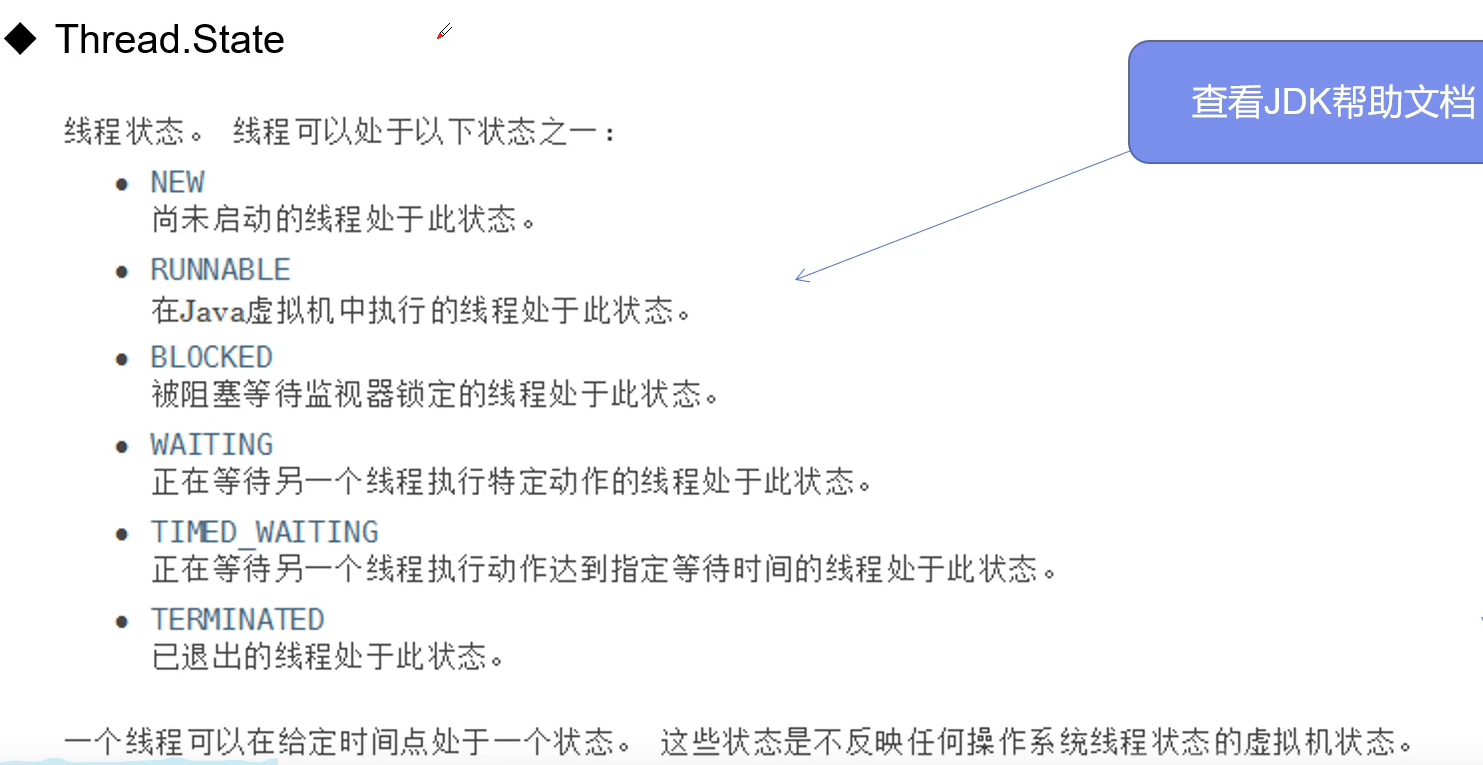 Thread.State
查看JDK帮助文档
线程状态。 线程可以处于以下状态之一：
NEW
尚未启动的线程处于此状态。
RUNNABLE
在Java虚拟机中执行的线程处于此状态。
BLOCKED
被阻塞等待监视器锁定的线程处于此状态。
WAITING
正在等待另一个线程执行特定动作的线程处于此状态。
TIMED_WAITING
正在等待另一个线程执行动作达到指定等待时间的线程处于此状态。
TERMINATED
已退出的线程处于此状态。
一个线程可以在给定时间点处于一个状态。 这些状态是不反映任何操作系统线程状态的虚拟机状态。